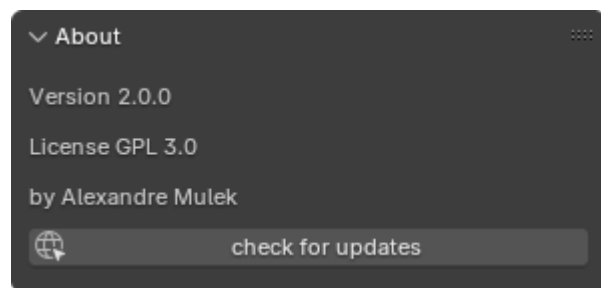 About
Version 2.0.0
License GPL 3.0
by Alexandre Mulek
check for updates